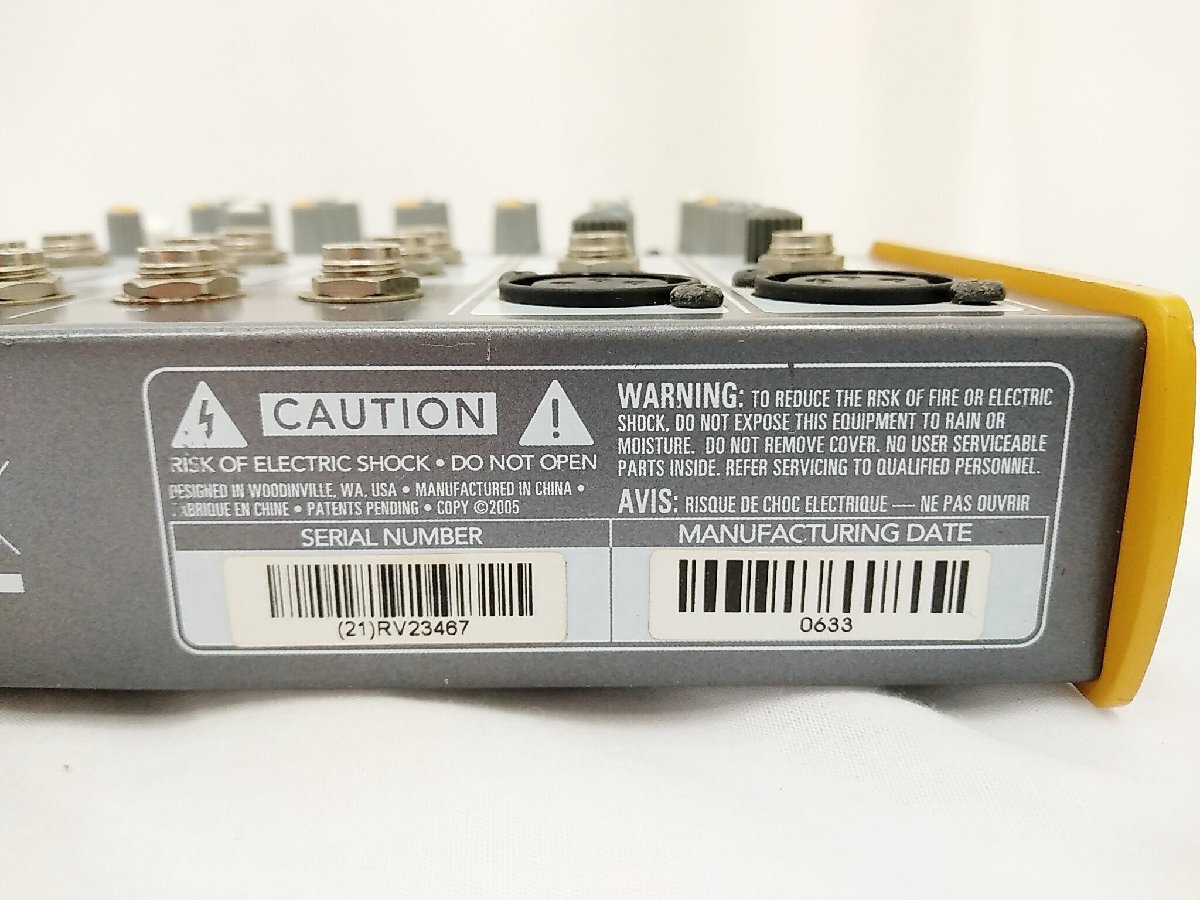 CAUTION
RISK OF ELECTRIC SHOCK • DO NOT OPEN
DESIGNED IN WOODINVILLE, WA, USA • MANUFACTURED IN CHINA •
FABRIQUE EN CHINE • PATENTS PENDING • COPY ©2005
WARNING: TO REDUCE THE RISK OF FIRE OR ELECTRIC
SHOCK, DO NOT EXPOSE THIS EQUIPMENT TO RAIN OR
MOISTURE. DO NOT REMOVE COVER. NO USER SERVICEABLE
PARTS INSIDE. REFER SERVICING TO QUALIFIED PERSONNEL.
AVIS: RISQUE DE CHOC ELECTRIQUE — NE PAS OUVRIR
SERIAL NUMBER
(21)RV23467
MANUFACTURING DATE
0633